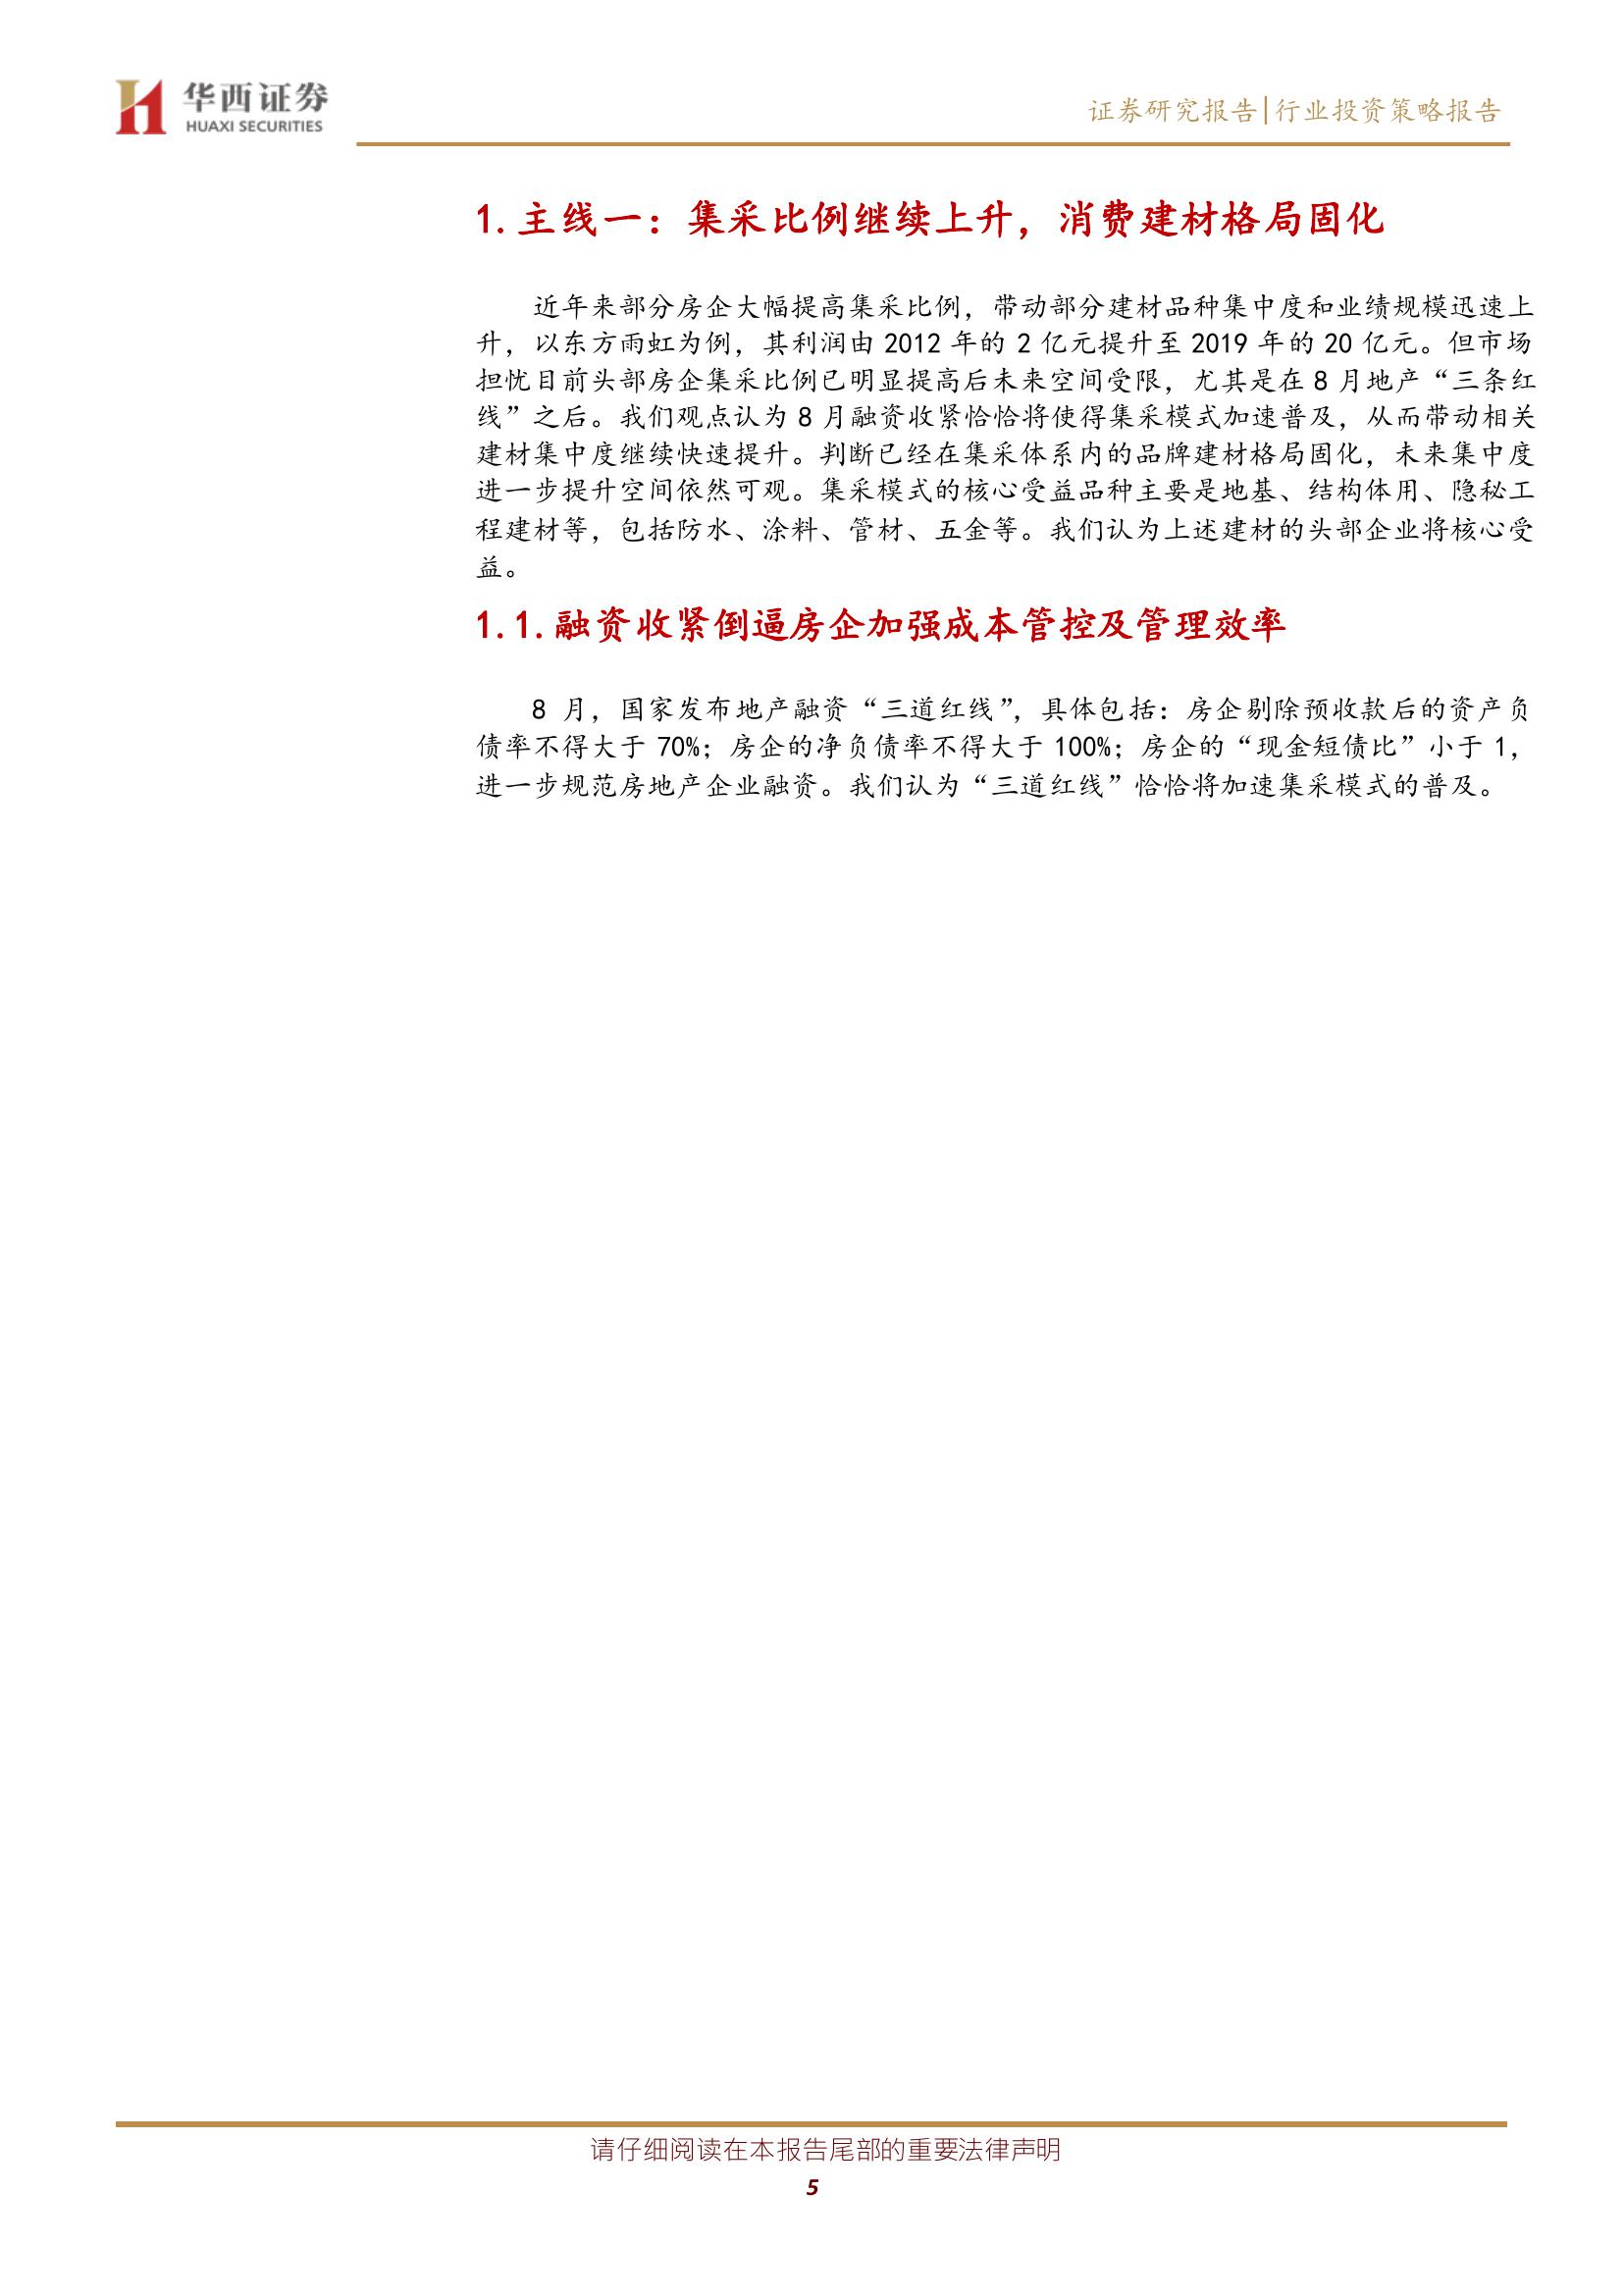 华西证券
HUAXI SECURITIES
证券研究报告|行业投资策略报告
1.主线一：集采比例继续上升，消费建材格局固化
近年来部分房企大幅提高集采比例，带动部分建材品种集中度和业绩规模迅速上
升，以东方雨虹为例，其利润由 2012 年的 2 亿元提升至 2019 年的 20 亿元。但市场
担忧目前头部房企集采比例已明显提高后未来空间受限，尤其是在 8 月地产“三条红
线”之后。我们观点认为 8 月融资收紧恰恰将使得集采模式加速普及，从而带动相关
建材集中度继续快速提升。判断已经在集采体系内的品牌建材格局固化，未来集中度
进一步提升空间依然可观。集采模式的核心受益品种主要是地基、结构体用、隐秘工
程建材等，包括防水、涂料、管材、五金等。我们认为上述建材的头部企业将核心受
益。
1.1.融资收紧倒逼房企加强成本管控及管理效率
8 月，国家发布地产融资“三道红线”，具体包括：房企剔除预收款后的资产负
债率不得大于 70%；房企的净负债率不得大于 100%；房企的“现金短债比”小于 1，
进一步规范房地产企业融资。我们认为“三道红线”恰恰将加速集采模式的普及。
请仔细阅读在本报告尾部的重要法律声明
5